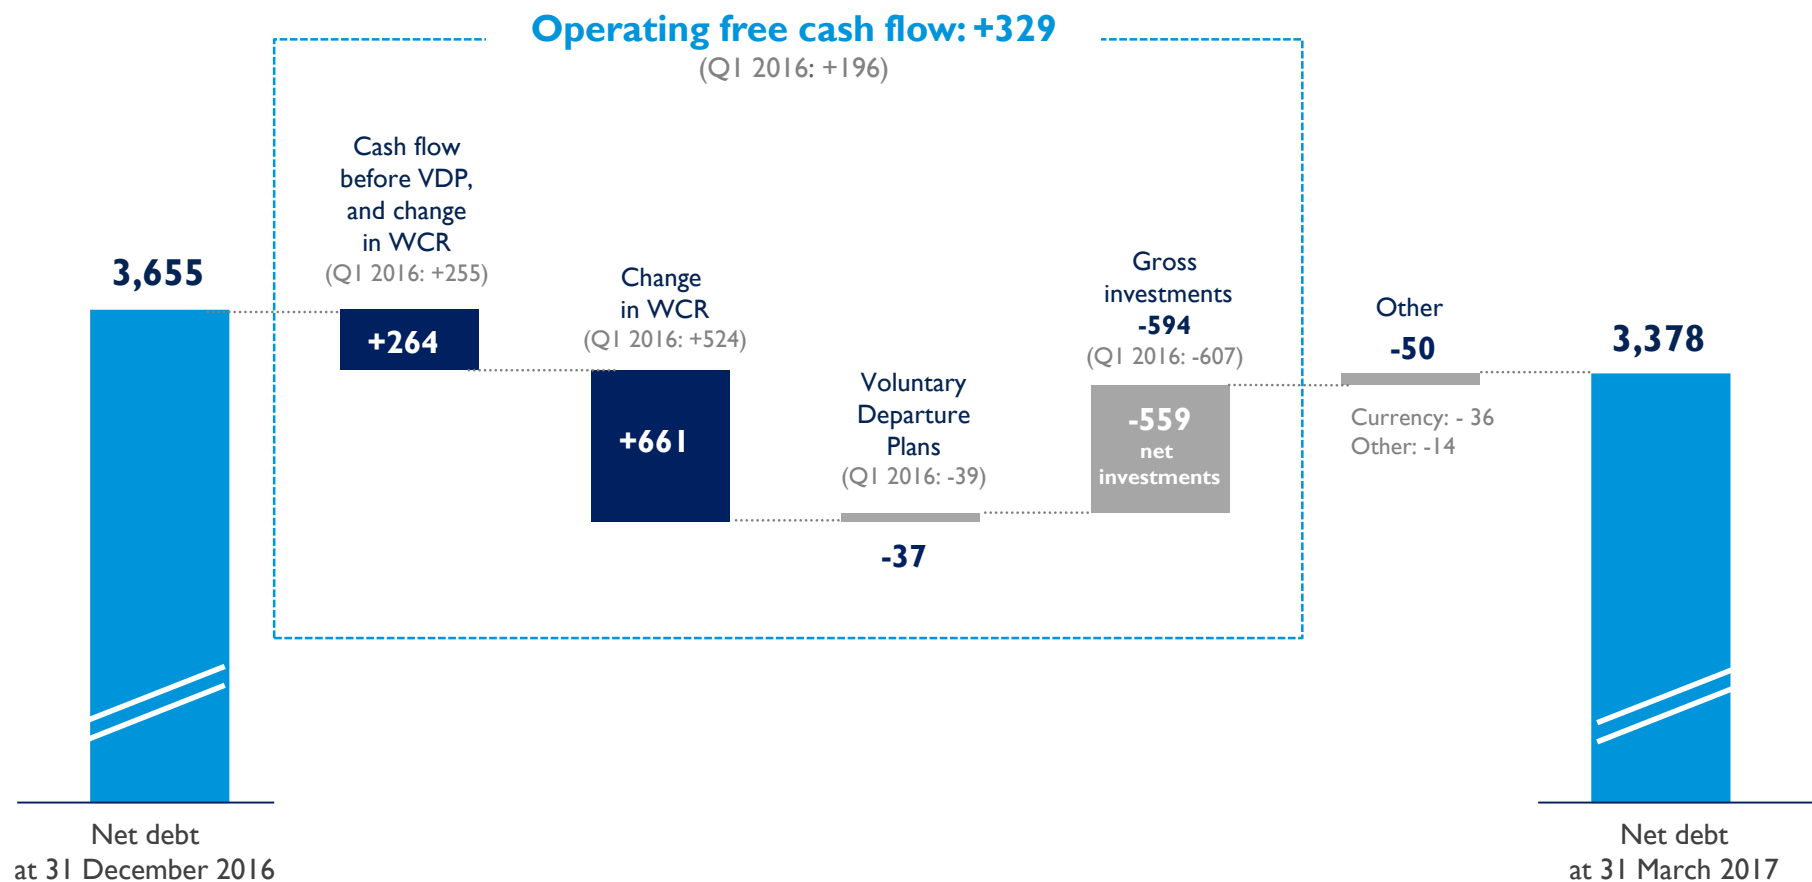 Operating free cash flow: +329
(Q1 2016: +196)
3,655
Cash flow
before VDP,
and change
in WCR
(Q1 2016: +255)
+264
Change
in WCR
(Q1 2016: +524)
+661
Voluntary
Departure
Plans
(Q1 2016: -39)
-37
Gross
investments
-594
(Q1 2016: -607)
-559
net
investments
Other
-50
Currency: - 36
Other: -14
3,378
Net debt
at 31 December 2016
Net debt
at 31 March 2017